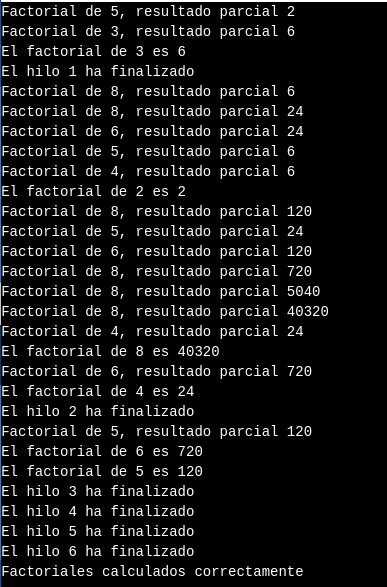 Factorial de 5, resultado parcial 2
Factorial de 3, resultado parcial 6
El factorial de 3 es 6
El hilo 1 ha finalizado
Factorial de 8, resultado parcial 6
Factorial de 8, resultado parcial 24
Factorial de 6, resultado parcial 24
Factorial de 5, resultado parcial 6
Factorial de 4, resultado parcial 6
El factorial de 2 es 2
Factorial de 8, resultado parcial 120
Factorial de 5, resultado parcial 24
Factorial de 6, resultado parcial 120
Factorial de 8, resultado parcial 720
Factorial de 8, resultado parcial 5040
Factorial de 8, resultado parcial 40320
Factorial de 4, resultado parcial 24
El factorial de 8 es 40320
Factorial de 6, resultado parcial 720
El factorial de 4 es 24
El hilo 2 ha finalizado
Factorial de 5, resultado parcial 120
El factorial de 6 es 720
El factorial de 5 es 120
El hilo 3 ha finalizado
El hilo 4 ha finalizado
El hilo 5 ha finalizado
El hilo 6 ha finalizado
Factoriales calculados correctamente